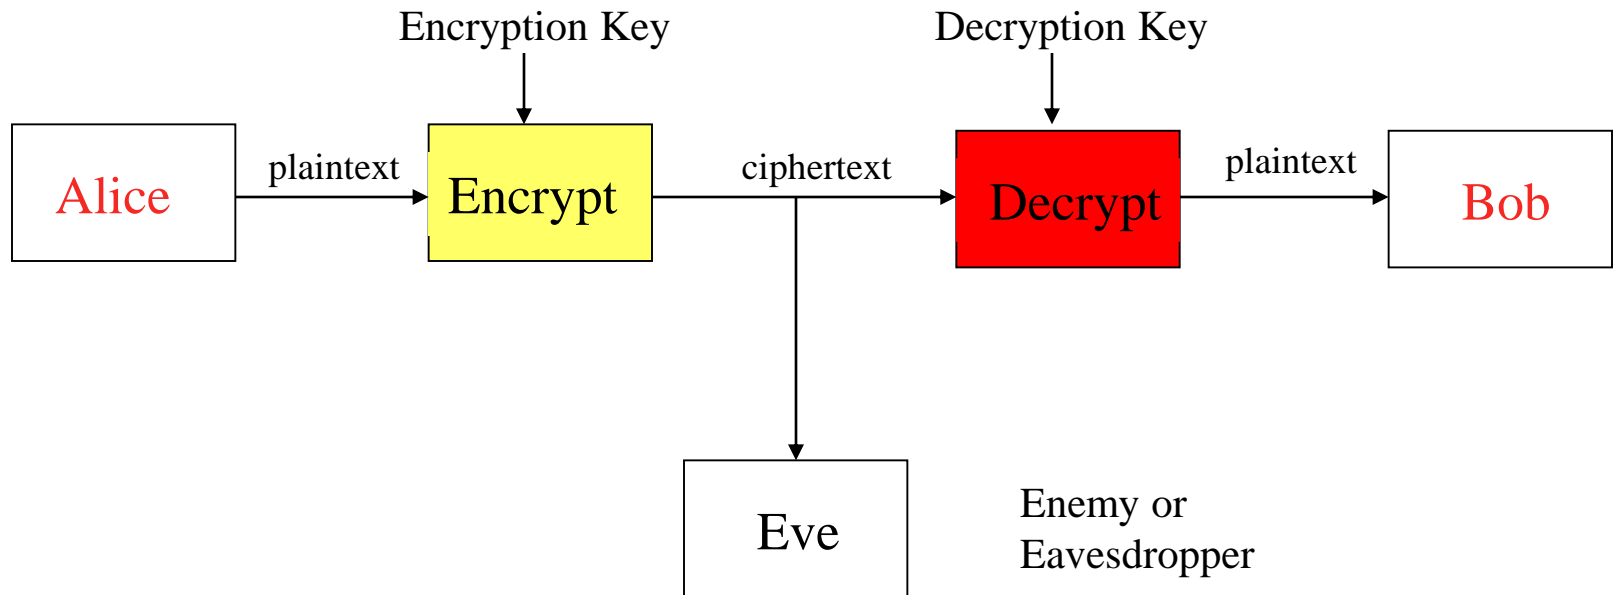 Encryption Key
Decryption Key
Alice
plaintext
Encrypt
ciphertext
Decrypt
plaintext
Bob
Eve
Enemy or
Eavesdropper